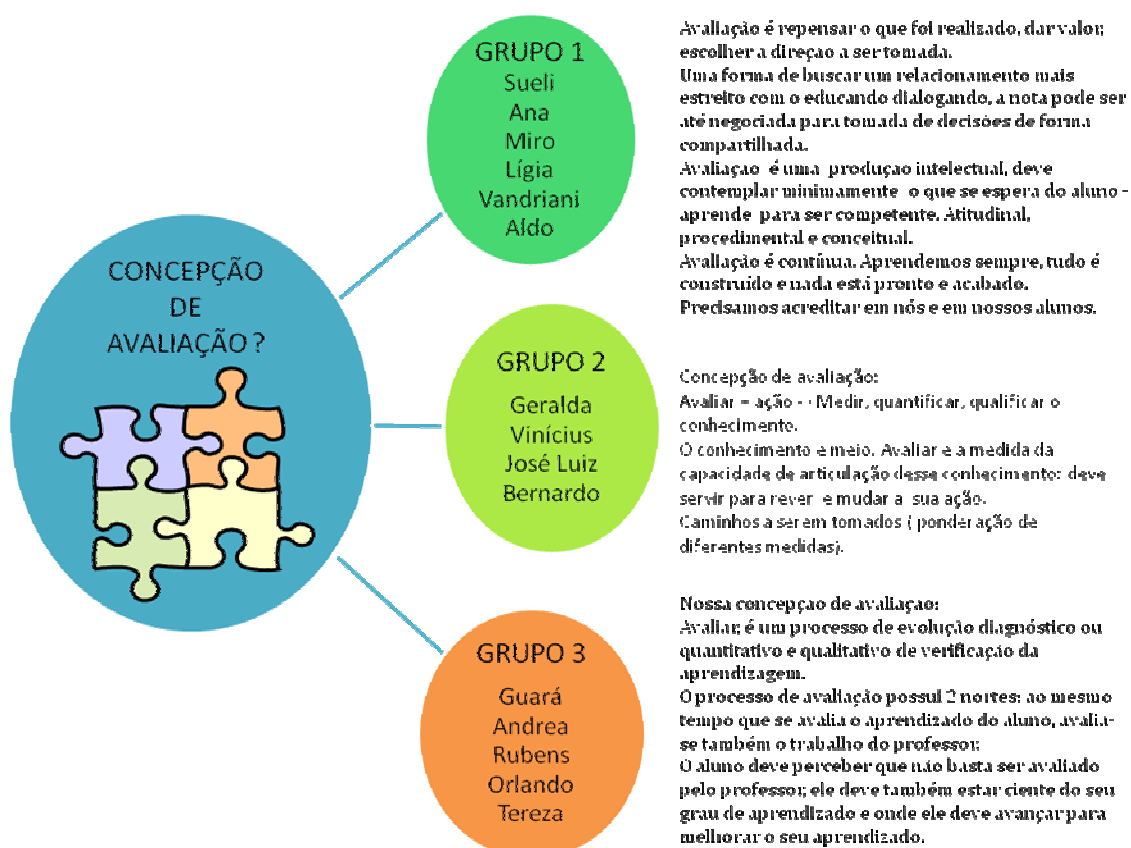 CONCEPÇÃO
DE
AVALIAÇÃO ?
GRUPO 1
Sueli
Ana
Miro
Lígia
Vandriani
Aldo
Avaliação é repensar o que foi realizado, dar valor,
escolher a direção a ser tomada.
Uma forma de buscar um relacionamento mais
estreito com o educando dialogando, a nota pode ser
até negociada para tomada de decisões de forma
compartilhada.
Avaliação é uma produção intelectual, deve
contemplar minimamente o que se espera do aluno -
aprende para ser competente. Atitudinal,
procedimental e conceitual.
Avaliação é contínua. Aprendemos sempre, tudo é
construído e nada está pronto e acabado.
Precisamos acreditar em nós e em nossos alunos.
GRUPO 2
Geralda
Vinícius
José Luiz
Bernardo
Concepção de avaliação:
Avaliar = ação -- Medir, quantificar, qualificar o
conhecimento.
O conhecimento e meio. Avaliar e a medida da
capacidade de articulação desse conhecimento: deve
servir para rever e mudar a sua ação.
Caminhos a serem tomados ( ponderação de
diferentes medidas).
GRUPO 3
Guará
Andrea
Rubens
Orlando
Tereza
Nossa concepção de avaliação:
Avaliar, é um processo de evolução diagnóstico ou
quantitativo e qualitativo de verificação da
aprendizagem.
O processo de avaliação possui 2 nortes: ao mesmo
tempo que se avalia o aprendizado do aluno, avalia-
se também o trabalho do professor.
O aluno deve perceber que não basta ser avaliado
pelo professor, ele deve também estar ciente do seu
grau de aprendizado e onde ele deve avançar para
melhorar o seu aprendizado.